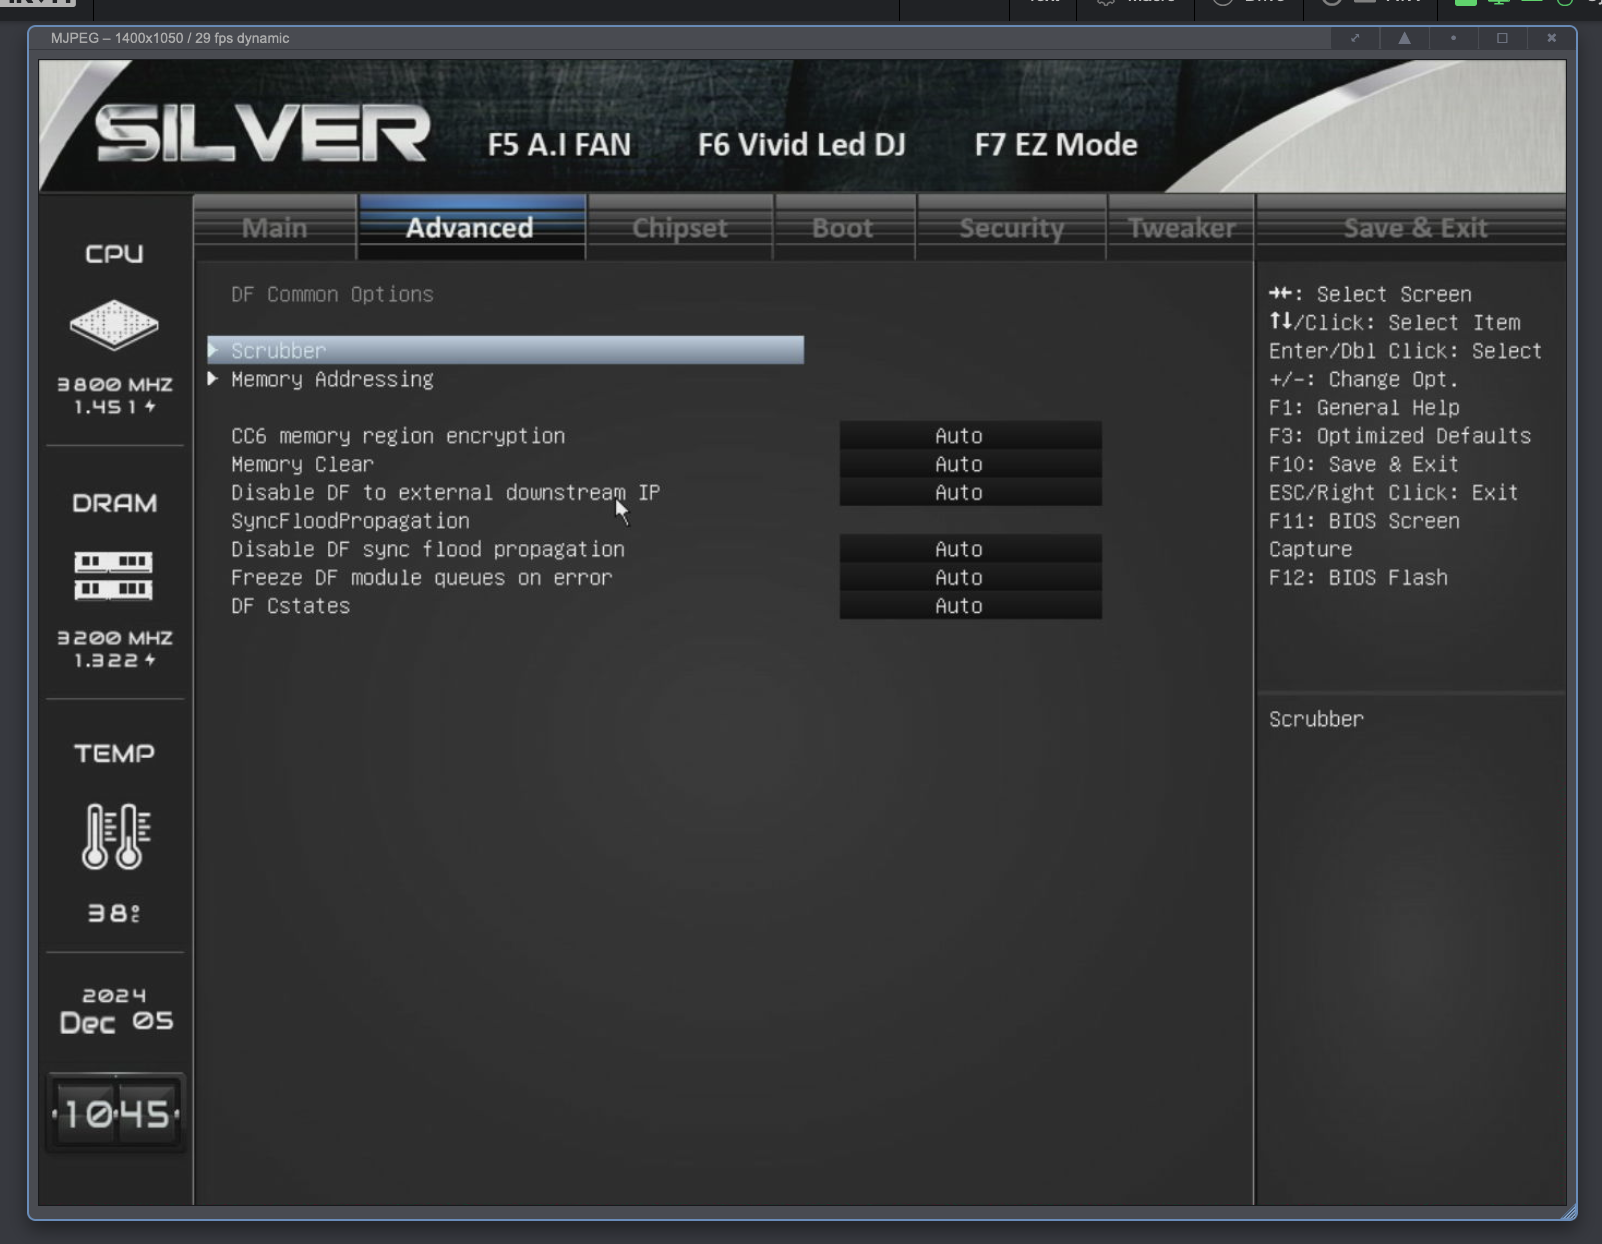 MJPEG – 1400x1050 / 29 fps dynamic
SILVER
F5 A.I FAN
F6 Vivid Led DJ
F7 EZ Mode
Main
Advanced
Chipset
Boot
Security
Tweaker
Save & Exit
CPU
3800 MHZ
1.451
DRAM
3200 MHZ
1.322
TEMP
38°C
2024
Dec 05
10:45
DF Common Options
Scrubber
Memory Addressing
CC6 memory region encryption Auto
Memory Clear Auto
Disable DF to external downstream IP Auto
SyncFloodPropagation
Disable DF sync flood propagation Auto
Freeze DF module queues on error Auto
DF Cstates Auto
→←: Select Screen
↑↓/Click: Select Item
Enter/Dbl Click: Select
+/-: Change Opt.
F1: General Help
F3: Optimized Defaults
F10: Save & Exit
ESC/Right Click: Exit
F11: BIOS Screen
Capture
F12: BIOS Flash
Scrubber